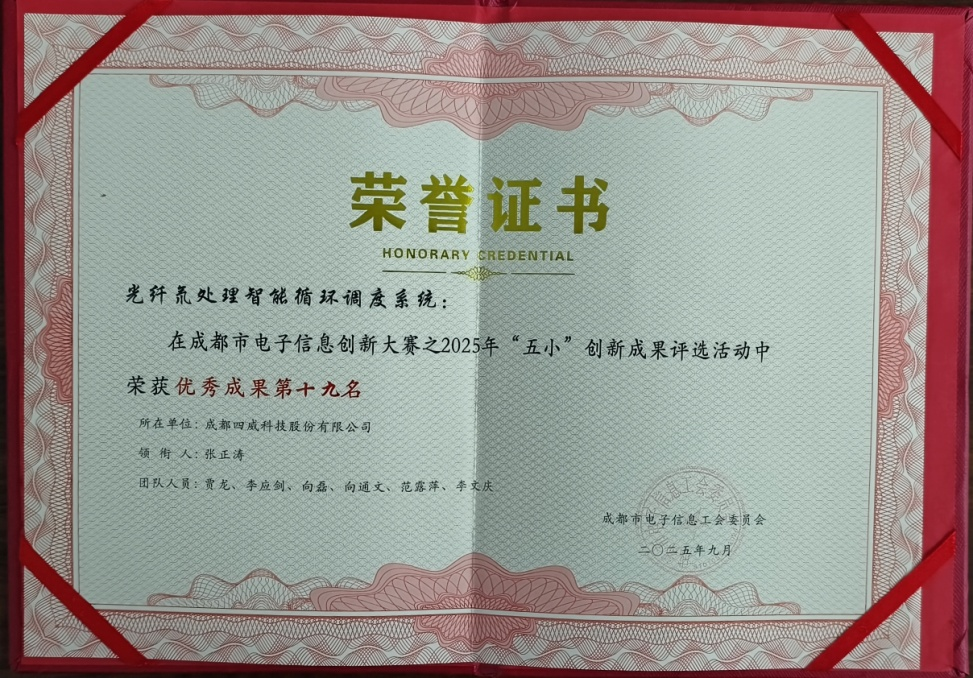 荣誉证书
HONORARY CREDENTIAL
光纤氘处理智能循环调度系统：
在成都市电子信息创新大赛之2025年“五小”创新成果评选活动中
荣获优秀成果第十九名
所在单位：成都四威科技股份有限公司
领 衔 人：张正涛
团队人员：贾龙、李应剑、向磊、向通文、范露萍、李文庆
成都市电子信息工会委员会
二〇二五年九月